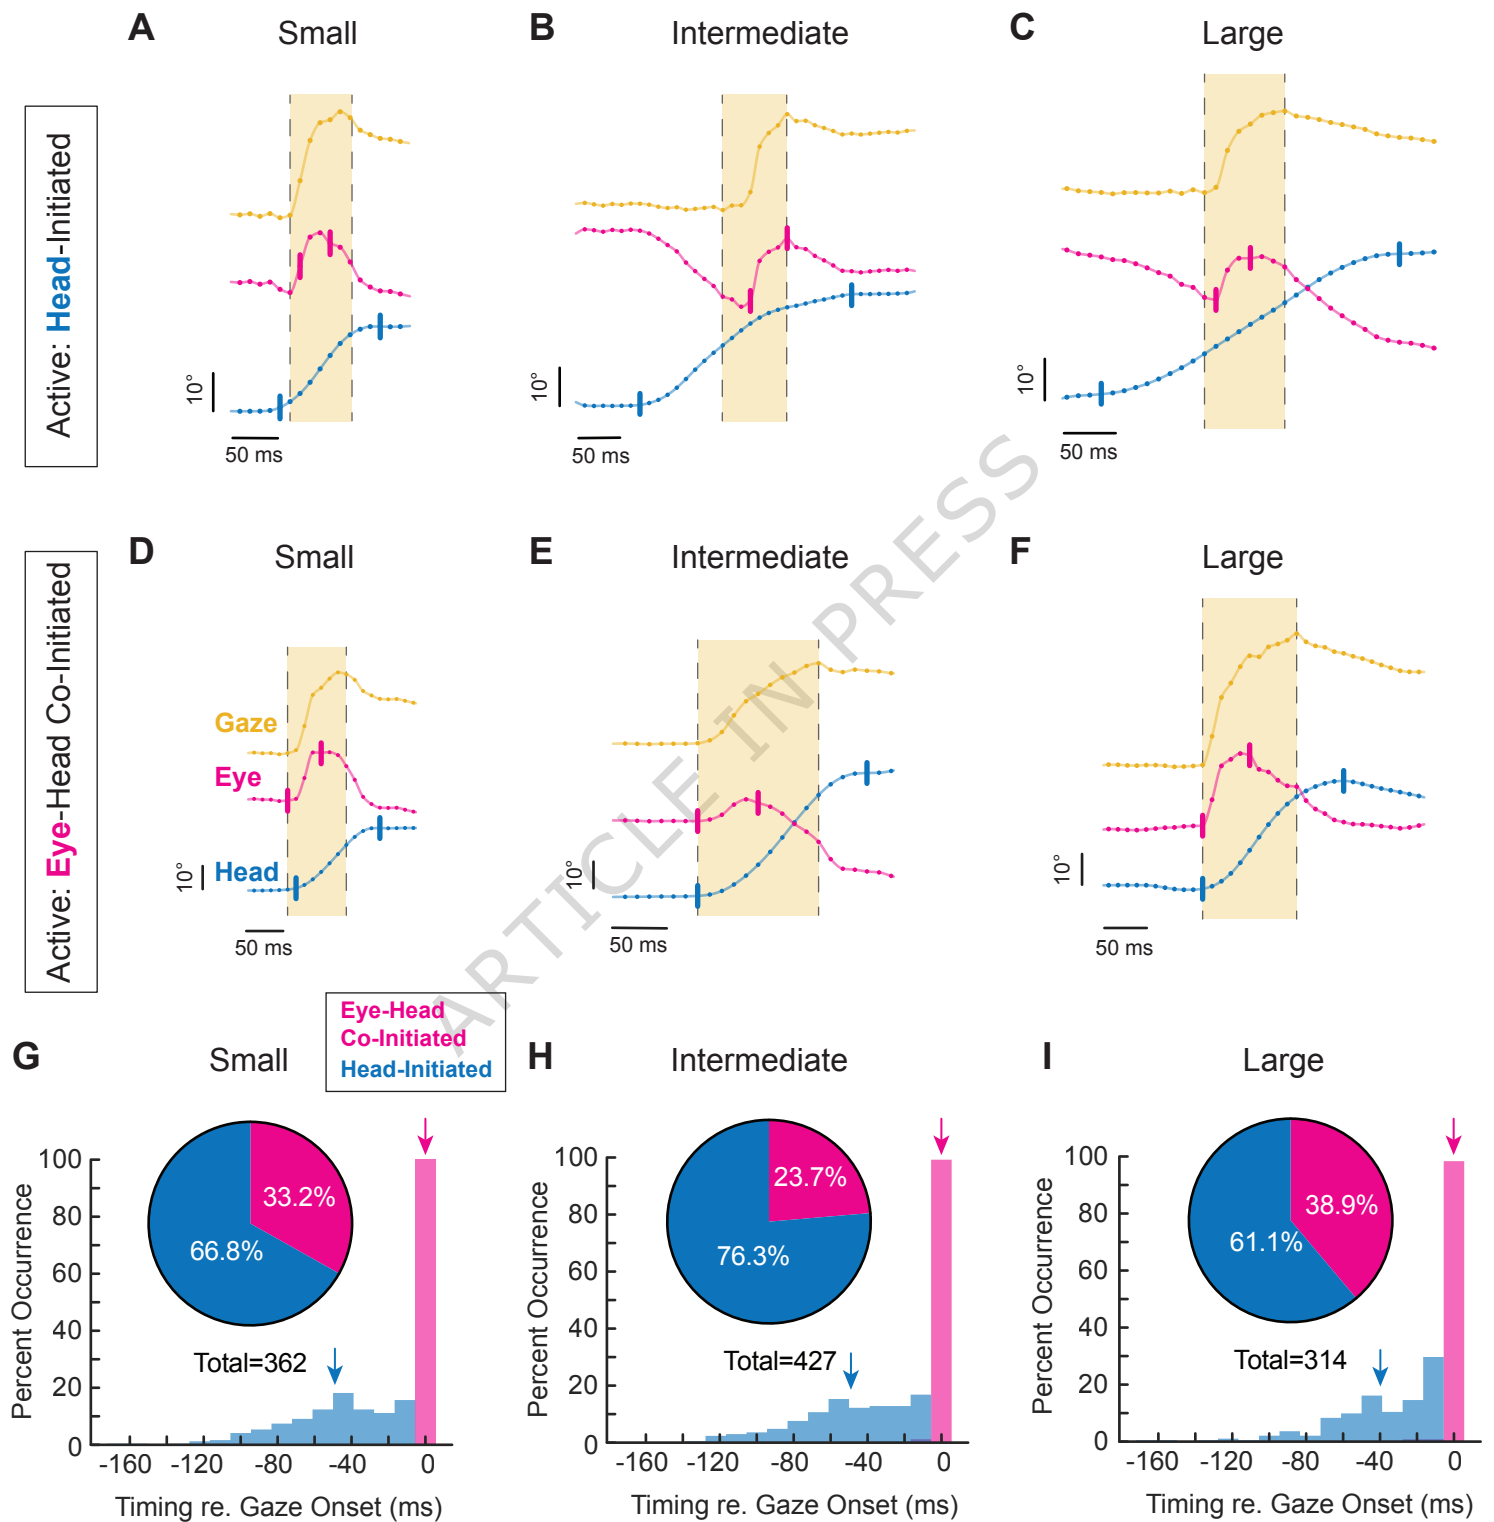 A
Small
B
Intermediate
C
Large
Active: Head-Initiated
10°
50 ms
10°
50 ms
10°
50 ms
D
Small
E
Intermediate
F
Large
Active: Eye-Head Co-Initiated
Gaze
Eye
Head
10°
50 ms
10°
50 ms
10°
50 ms
ARTICLE IN PRESS
Eye-Head
Co-Initiated
Head-Initiated
G
Small
33.2%
66.8%
Total=362
Percent Occurrence
100
80
60
40
20
0
-160 -120 -80 -40 0
Timing re. Gaze Onset (ms)
H
Intermediate
23.7%
76.3%
Total=427
Percent Occurrence
100
80
60
40
20
0
-160 -120 -80 -40 0
Timing re. Gaze Onset (ms)
I
Large
38.9%
61.1%
Total=314
Percent Occurrence
100
80
60
40
20
0
-160 -120 -80 -40 0
Timing re. Gaze Onset (ms)